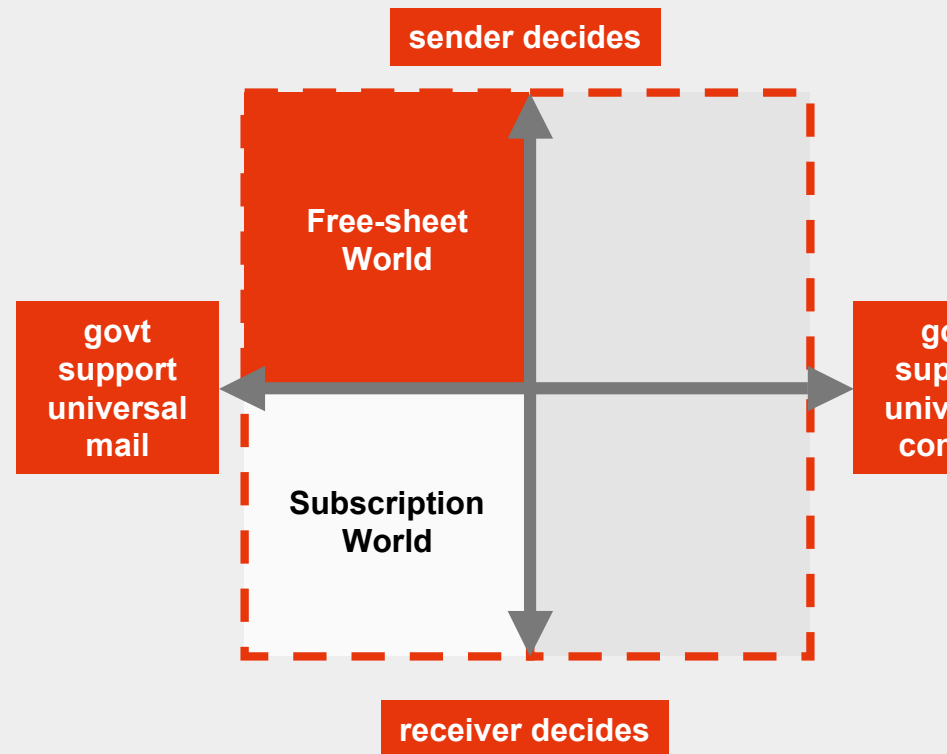 sender decides
Free-sheet
World
govt
support
universal
mail
Subscription
World
receiver decides